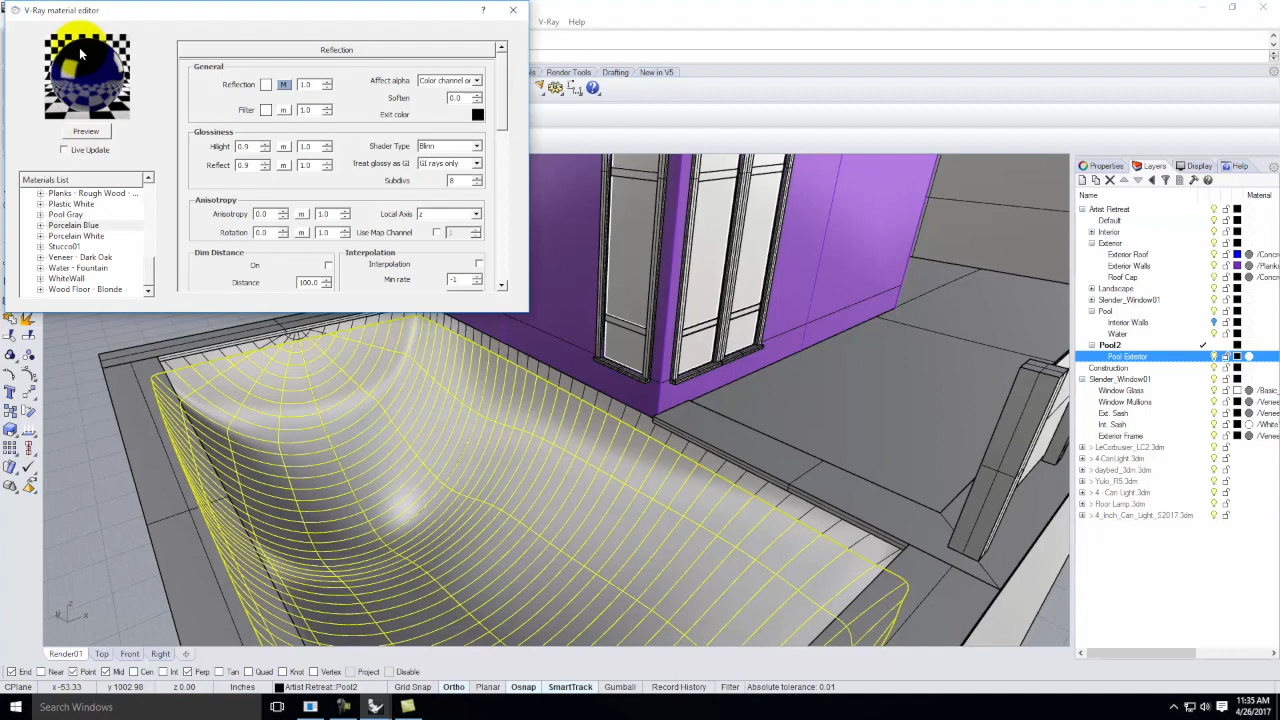 V-Ray material editor
V-Ray Help
Preview
Live Update
Materials List
Planks - Rough Wood - ...
Plastic White
Pool Gray
Porcelain Blue
Porcelain White
Stucco01
Veneer - Dark Oak
Water - Fountain
WhiteWall
Wood Floor - Blonde
Reflection
General
Reflection M 1.0
Filter m 1.0
Affect alpha Color channel or
Soften 0.0
Exit color
Glossiness
Hilight 0.9 m 1.0
Reflect 0.9 m 1.0
Shader Type Blinn
Treat glossy as GI GI rays only
Subdivs 8
Anisotropy
Anisotropy 0.0 m 1.0
Rotation 0.0 m 1.0
Local Axis z
Use Map Channel 1
Dim Distance
On
Distance 100.0
Interpolation
Interpolation
Min rate -1
Render Tools Drafting New in V5
Properties Layers Display Help
Name Material
Artist Retreat
Default
Interior
Exterior
Exterior Roof /Concr
Exterior Walls /Planks
Roof Cap /Concr
Landscape
Slender_Window01
Pool
Interior Walls
Water
Pool2
Pool Exterior
Construction
Slender_Window01
Window Glass /Basic_
Window Mullions /Venee
Ext. Sash /Venee
Int. Sash /White
Exterior Frame /Venee
> LeCorbusier_LC2.3dm
> 4-CanLight.3dm
> daybed_3dm.3dm
> Yuki_R5.3dm
> 4 - Can Light.3dm
> Floor Lamp.3dm
> 4_Inch_Can_Light_S2017.3dm
z
y x
Render01 Top Front Right
End Near Point Mid Cen Int Perp Tan Quad Knot Vertex Project Disable
CPlane x -53.33 y 1002.98 z 0.00 Inches Artist Retreat:Pool2 Grid Snap Ortho Planar Osnap SmartTrack Gumball Record History Filter Absolute tolerance: 0.01
Search Windows
11:35 AM
4/26/2017